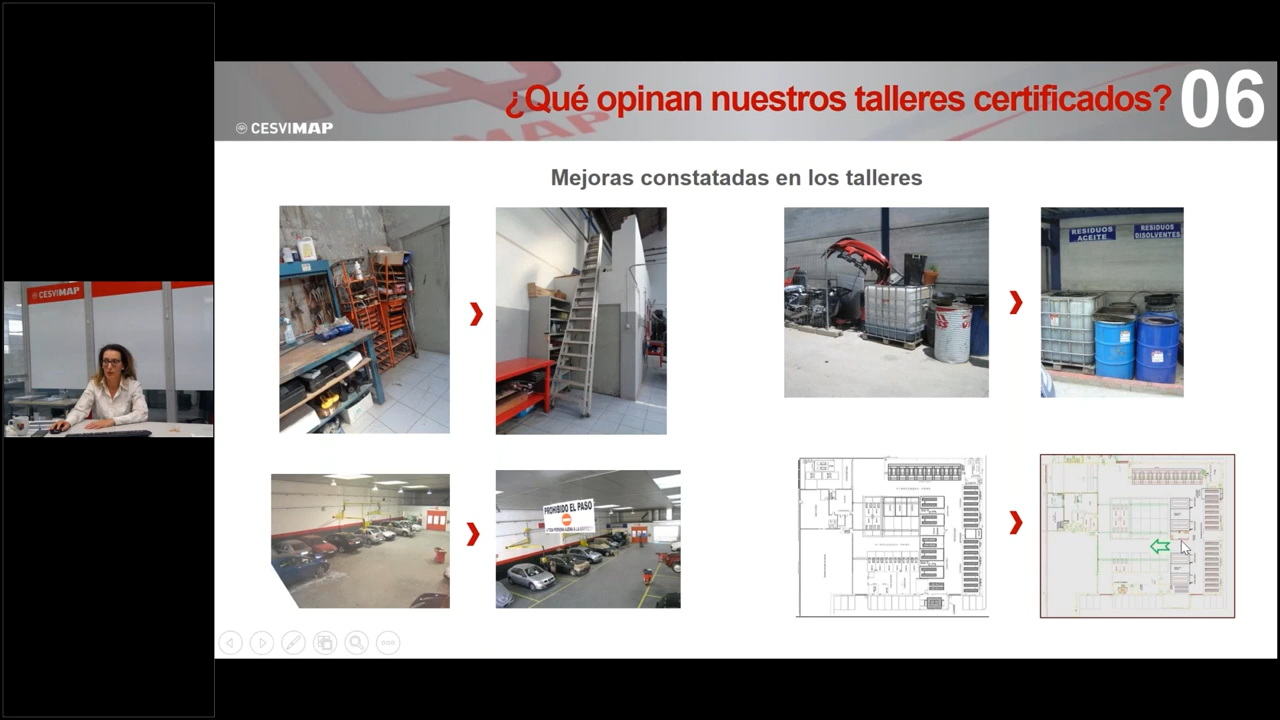 ¿Qué opinan nuestros talleres certificados?
06
CESVIMAP
Mejoras constatadas en los talleres
RESIDUOS
ACEITE
RESIDUOS
DISOLVENTES
PROHIBIDO EL PASO
CESVIMAP